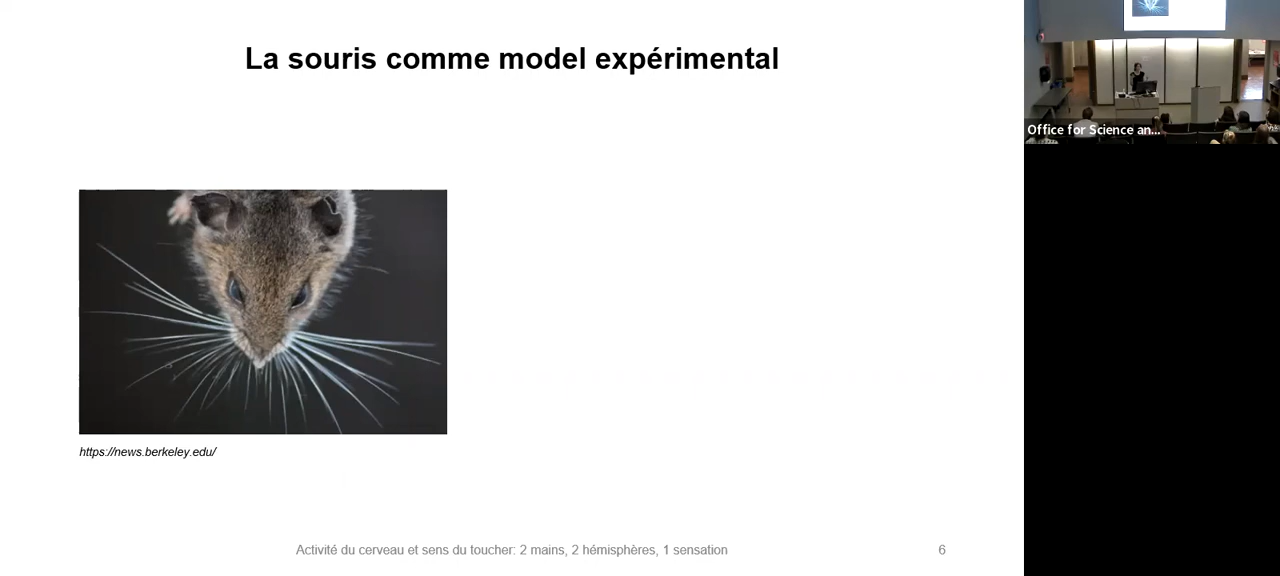 La souris comme model expérimental
Office for Science an...
https://news.berkeley.edu/
Activité du cerveau et sens du toucher: 2 mains, 2 hémisphères, 1 sensation
6